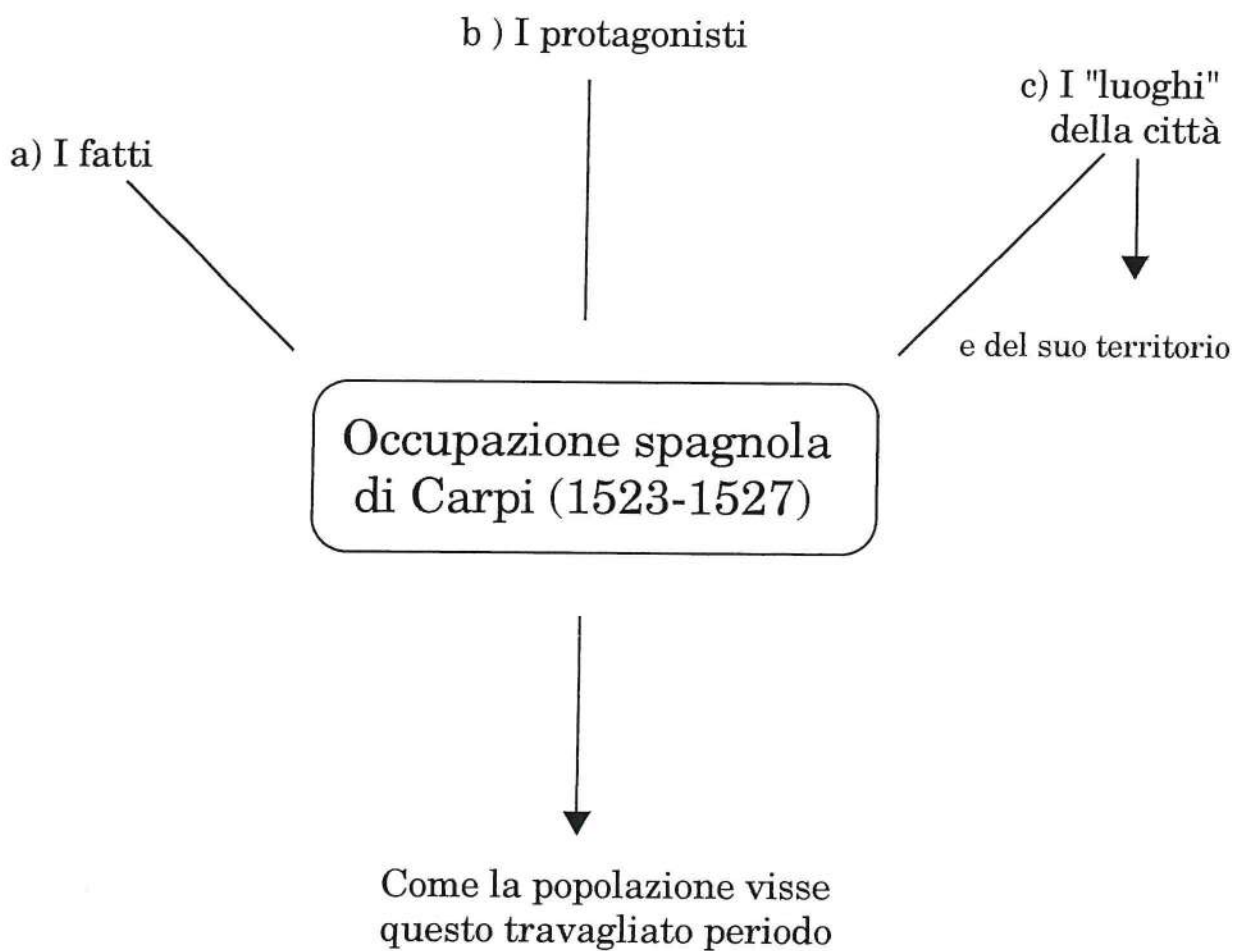 b ) I protagonisti
c) I "luoghi"
della città
a) I fatti
e del suo territorio
Occupazione spagnola
di Carpi (1523-1527)
Come la popolazione visse
questo travagliato periodo